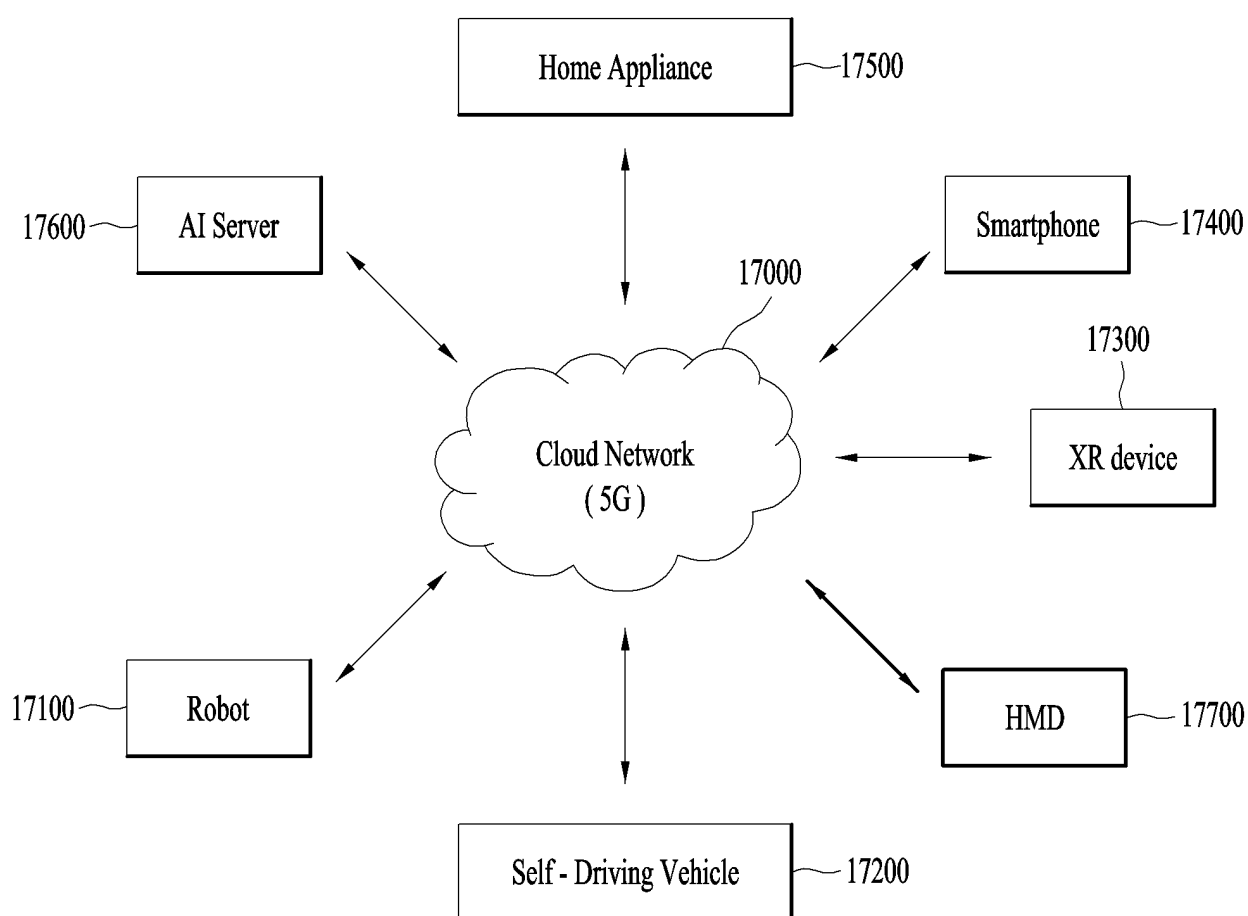 Home Appliance
17500
17600
AI Server
Smartphone
17400
17000
17300
Cloud Network
( 5G )
XR device
17100
Robot
HMD
17700
Self - Driving Vehicle
17200